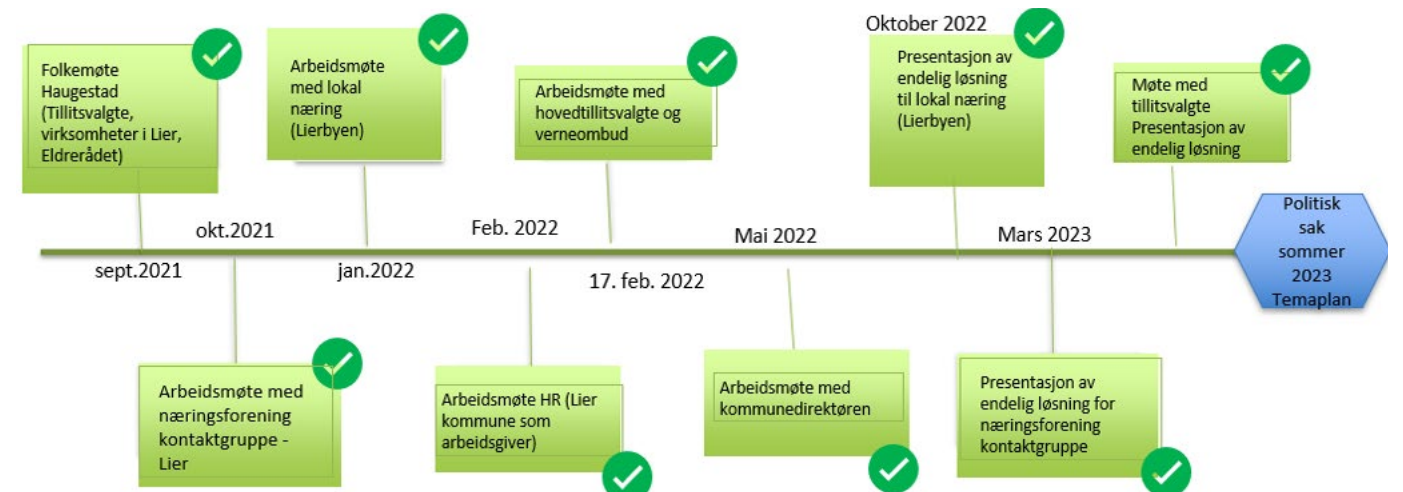 Folkemøte
Haugestad
(Tillitsvalgte,
virksomheter i Lier,
Eldrerådet)
Arbeidsmøte
med lokal
næring
(Lierbyen)
Arbeidsmøte med
hovedtillitsvalgte og
verneombud
Oktober 2022
Presentasjon av
endelig løsning
til lokal næring
(Lierbyen)
Møte med
tillitsvalgte
Presentasjon av
endelig løsning
sept.2021
okt.2021
jan.2022
Feb. 2022
17. feb. 2022
Mai 2022
Mars 2023
Politisk
sak
sommer
2023
Temaplan
Arbeidsmøte med
næringsforening
kontaktgruppe -
Lier
Arbeidsmøte HR (Lier
kommune som
arbeidsgiver)
Arbeidsmøte med
kommunedirektøren
Presentasjon av
endelig løsning for
næringsforening
kontaktgruppe